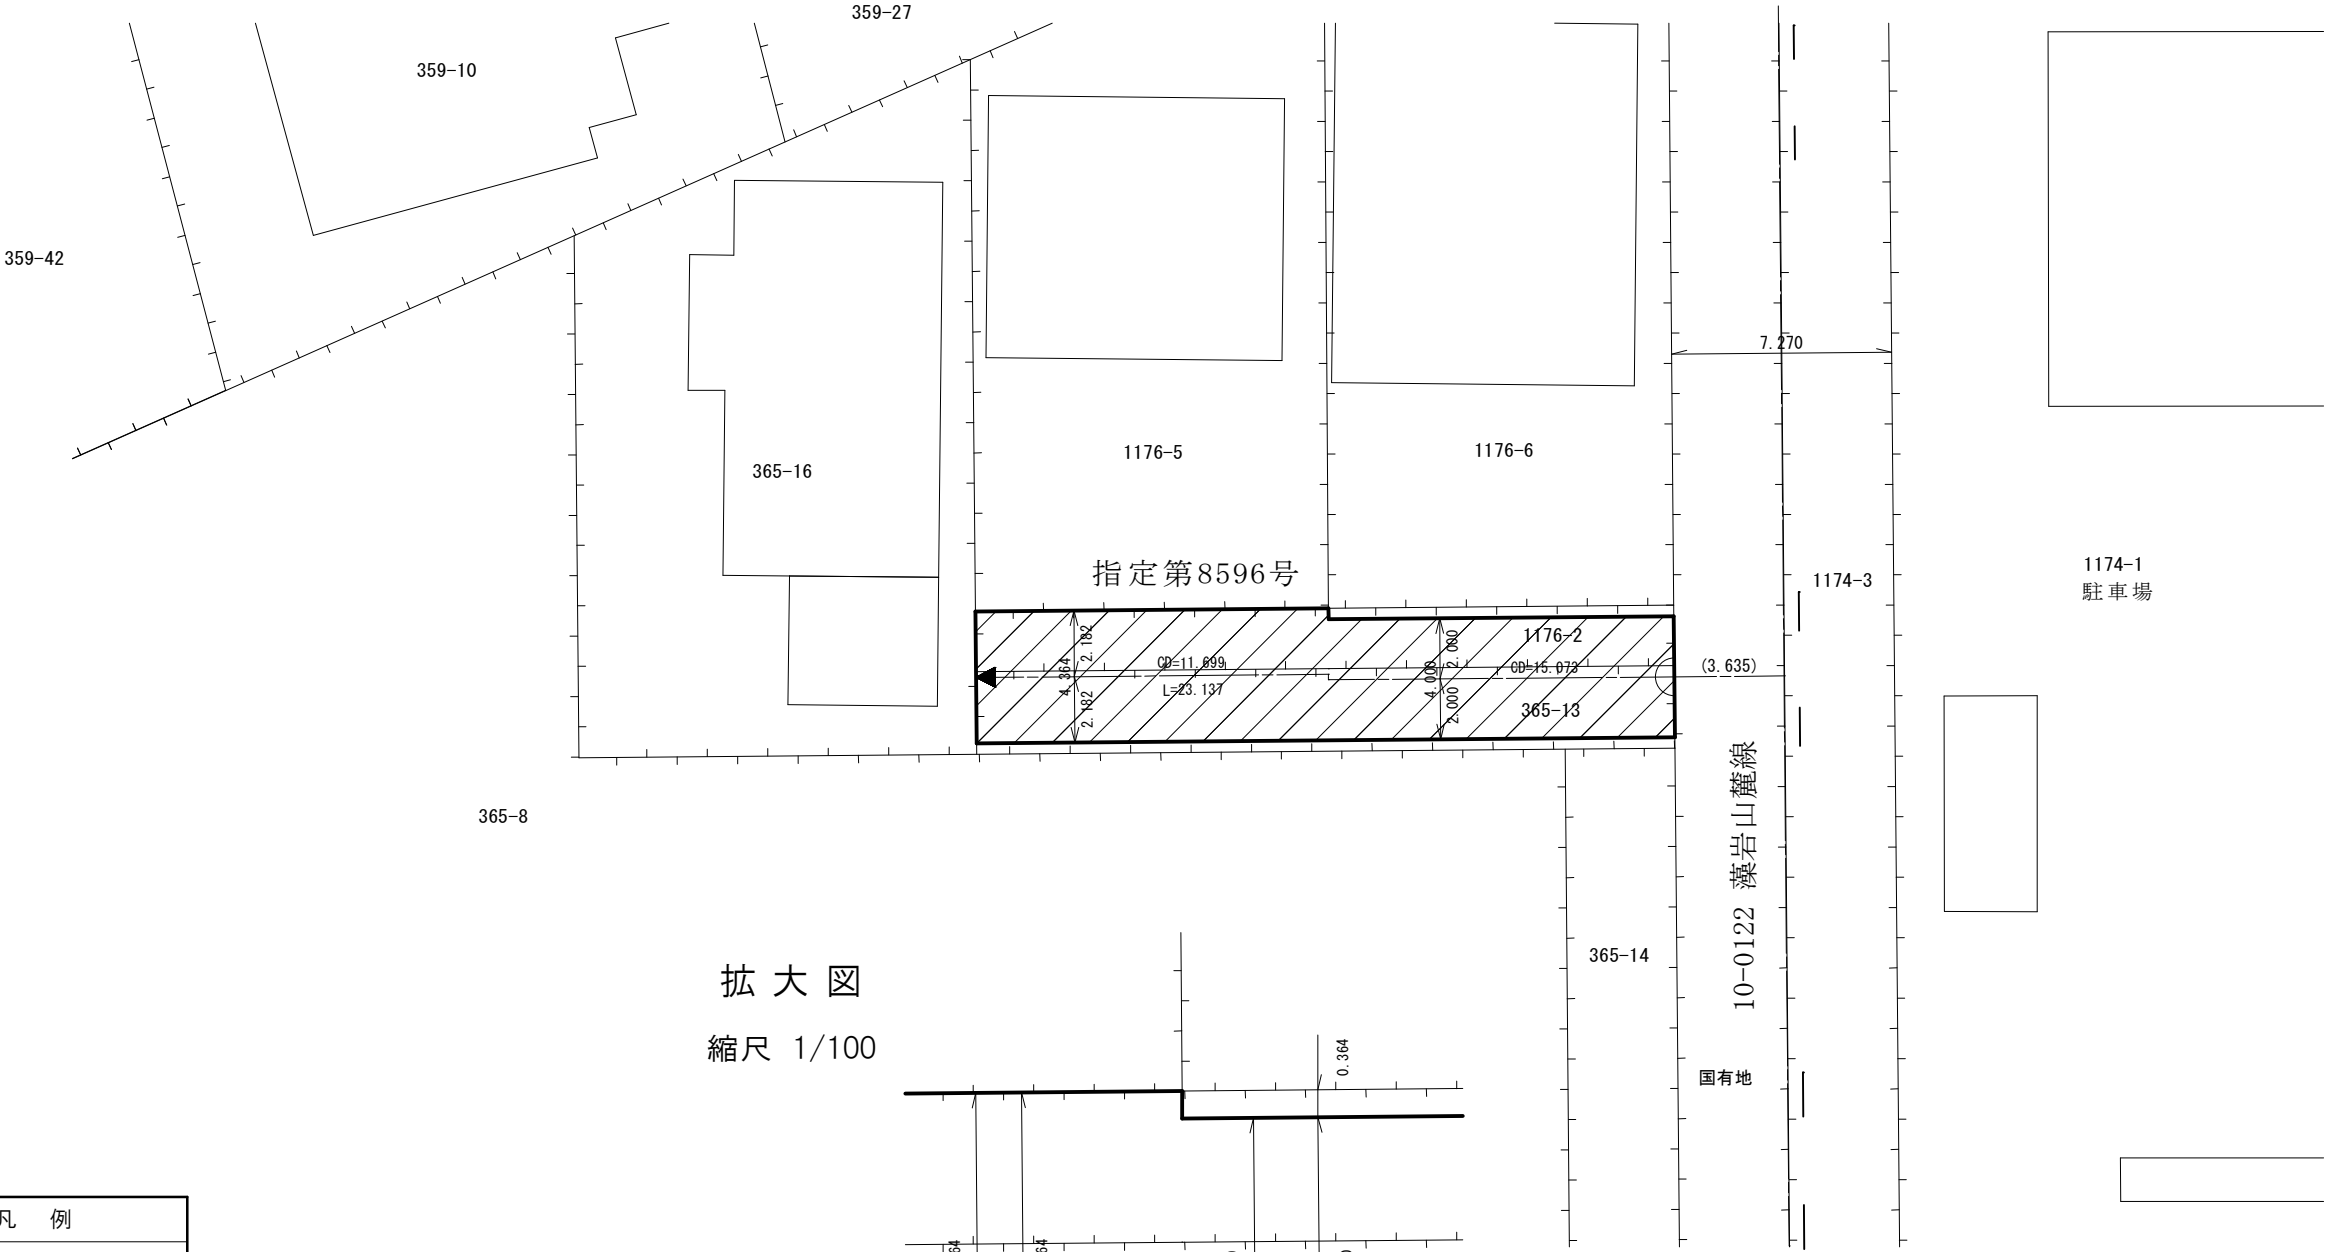 359-27
359-10
359-42
7.270
1176-5
1176-6
365-16
指定第8596号
1174-3
1174-1
駐車場
2.182
4.364
2.182
CD=11.699
L=23.137
1176-2
2.000
4.000
2.000
CD=15.073
(3.635)
365-13
365-8
10-0122 藻岩山麓線
365-14
拡大図
縮尺 1/100
0.364
国有地
凡 例